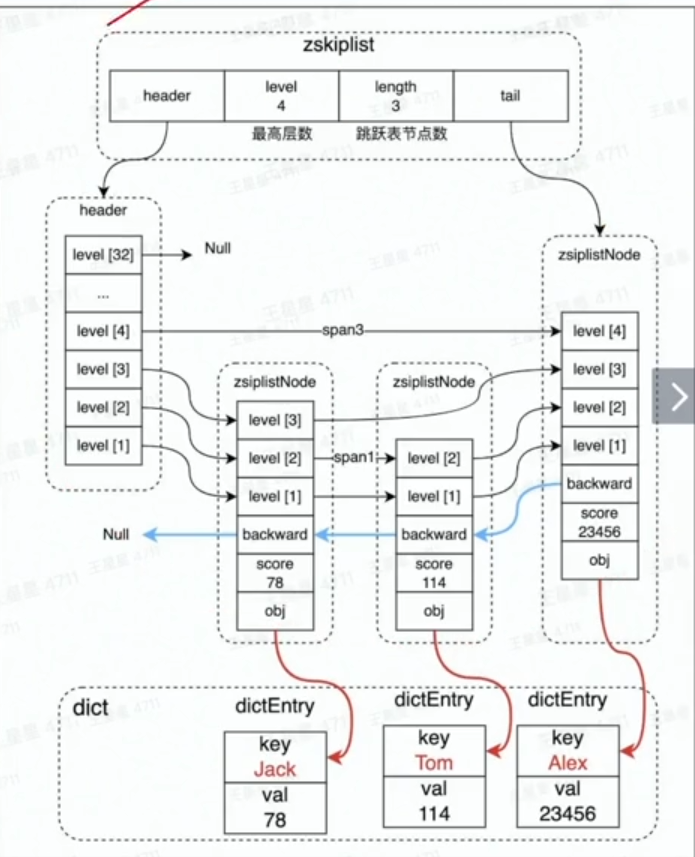 zskiplist
header
level
4
length
3
tail
最高层数
跳跃表节点数
header
level [32]
Null
...
level [4]
span3
level [3]
level [2]
level [1]
zsiplistNode
level [3]
level [2]
span1
level [1]
Null
backward
score
78
obj
zsiplistNode
level [2]
level [1]
backward
score
114
obj
zsiplistNode
level [4]
level [3]
level [2]
level [1]
backward
score
23456
obj
dict
dictEntry
key
Jack
val
78
dictEntry
key
Tom
val
114
dictEntry
key
Alex
val
23456
王星星 4711